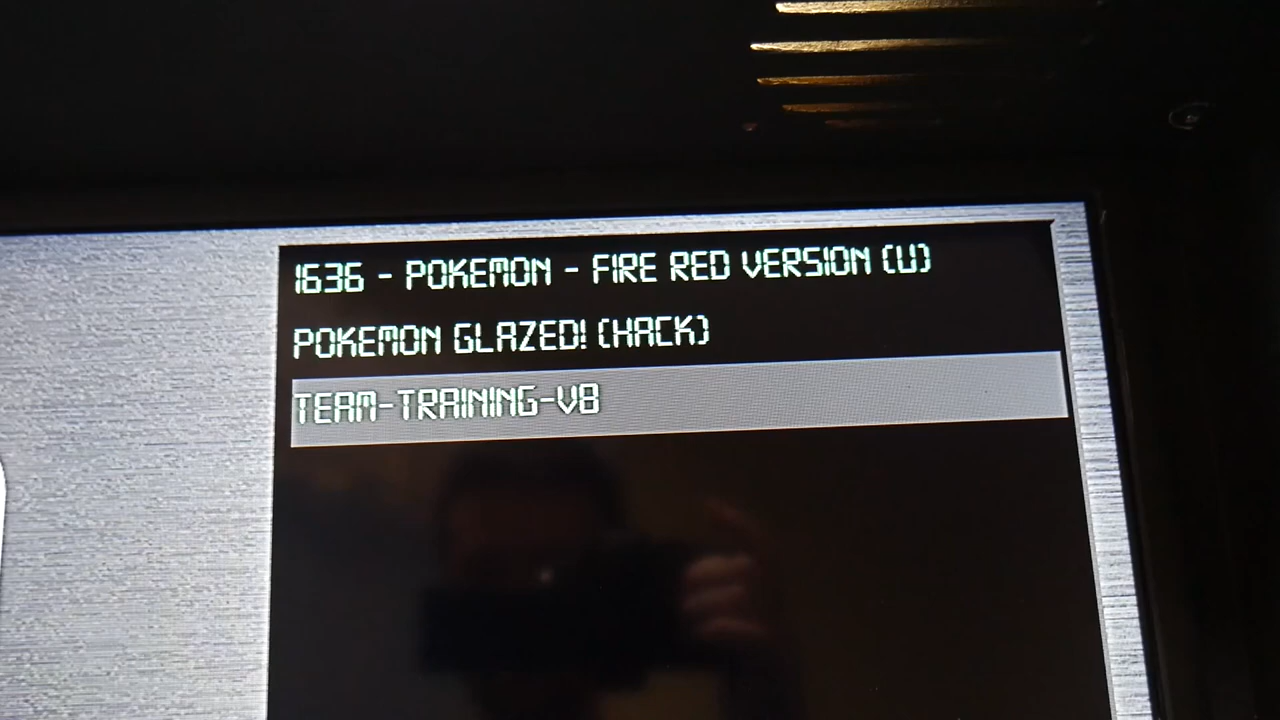 1636 - POKEMON - FIRE RED VERSION (U)
POKEMON GLAZED! (HACK)
TEAM-TRAINING-V8